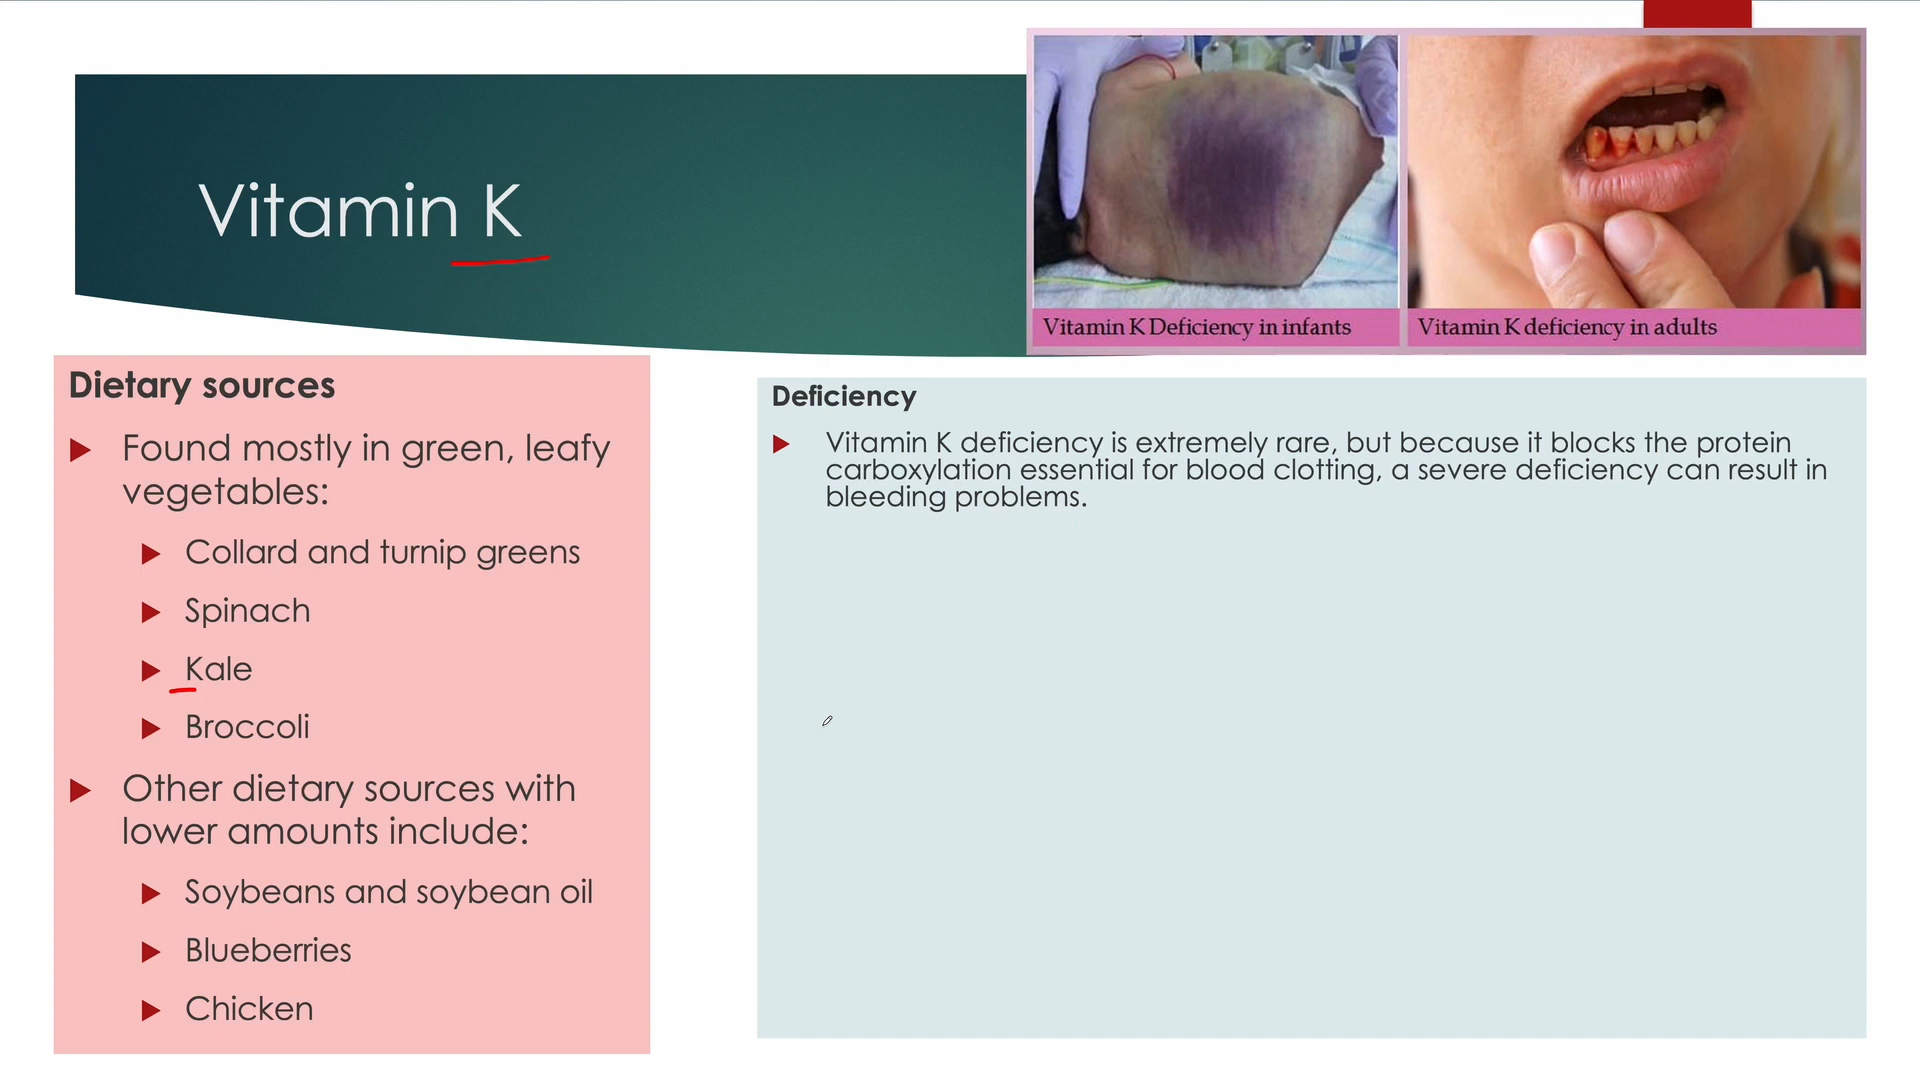 Vitamin K
Vitamin K Deficiency in infants
Vitamin K deficiency in adults
Dietary sources
Found mostly in green, leafy
vegetables:
Collard and turnip greens
Spinach
Kale
Broccoli
Other dietary sources with
lower amounts include:
Soybeans and soybean oil
Blueberries
Chicken
Deficiency
Vitamin K deficiency is extremely rare, but because it blocks the protein
carboxylation essential for blood clotting, a severe deficiency can result in
bleeding problems.